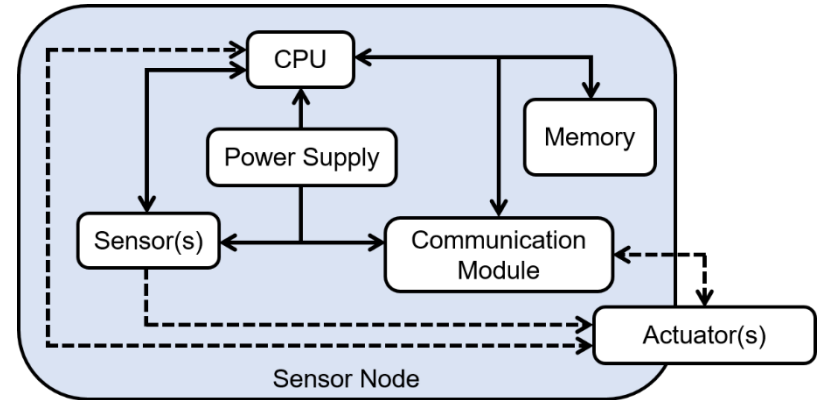 CPU
Memory
Power Supply
Sensor(s)
Communication
Module
Actuator(s)
Sensor Node